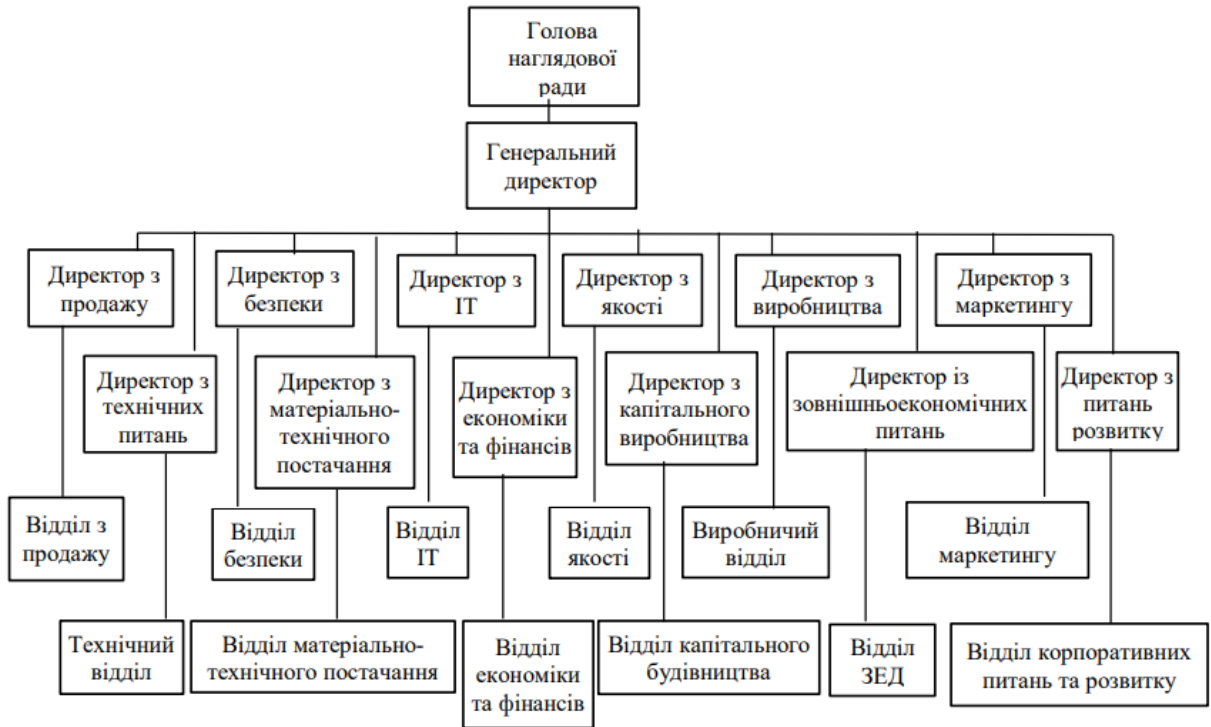 Голова
наглядової
ради
Генеральний
директор
Директор з
продажу
Директор з
безпеки
Директор з
ІТ
Директор з
якості
Директор з
виробництва
Директор з
маркетингу
Директор з
технічних
питань
Директор з
матеріально-
технічного
постачання
Директор з
економіки
та фінансів
Директор з
капітального
виробництва
Директор із
зовнішньоекономічних
питань
Директор з
питань
розвитку
Відділ з
продажу
Відділ
безпеки
Відділ
ІТ
Відділ
якості
Виробничий
відділ
Відділ
маркетингу
Технічний
відділ
Відділ матеріально-
технічного постачання
Відділ
економіки
та фінансів
Відділ капітального
будівництва
Відділ
ЗЕД
Відділ корпоративних
питань та розвитку